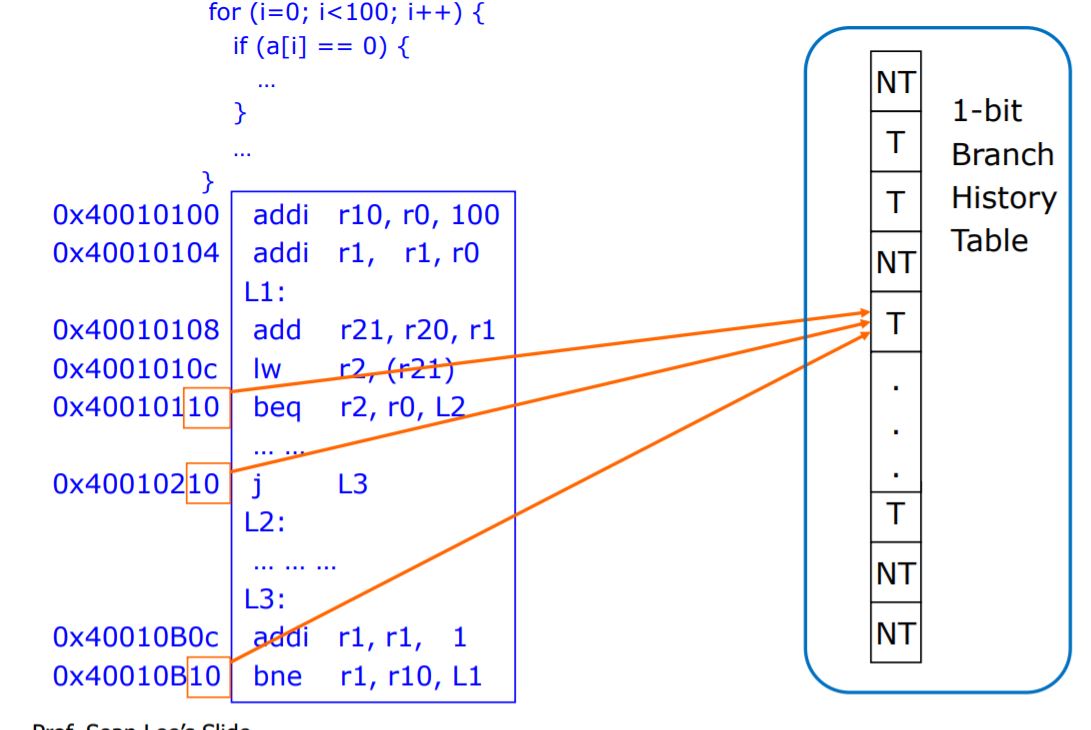 for (i=0; i<100; i++) {
if (a[i] == 0) {
…
}
…
}
0x40010100 addi r10, r0, 100
0x40010104 addi r1, r1, r0
L1:
0x40010108 add r21, r20, r1
0x4001010c lw r2, (r21)
0x40010110 beq r2, r0, L2
… …
0x40010210 j L3
L2:
… … …
L3:
0x40010B0c addi r1, r1, 1
0x40010B10 bne r1, r10, L1
NT
T
T
NT
T
.
.
.
T
NT
NT
1-bit
Branch
History
Table
Prof. Sean Lee's Slide